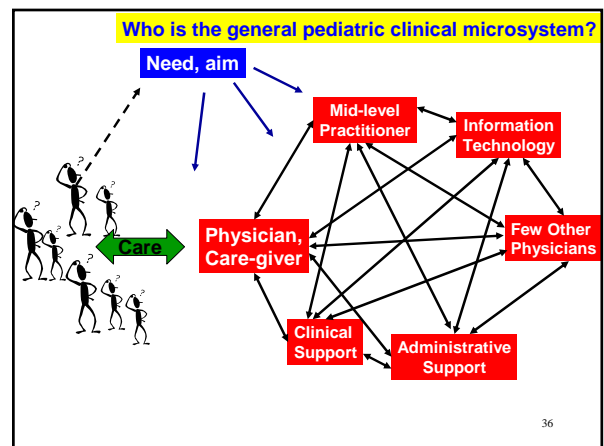 Who is the general pediatric clinical microsystem?
Need, aim
Mid-level
Practitioner
Information
Technology
?
?
?
?
?
?
?
Care
Physician,
Care-giver
Few Other
Physicians
Clinical
Support
Administrative
Support
36